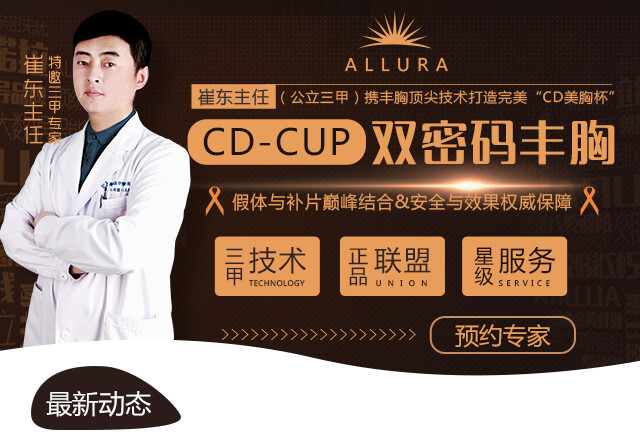 特邀三甲专家
崔东主任
ALLURA
崔东主任（公立三甲）携丰胸顶尖技术打造完美“CD美胸杯”
CD-CUP 双密码丰胸
假体与补片巅峰结合&安全与效果权威保障
三甲 技术 TECHNOLOGY
正品 联盟 UNION
星级 服务 SERVICE
预约专家
最新动态